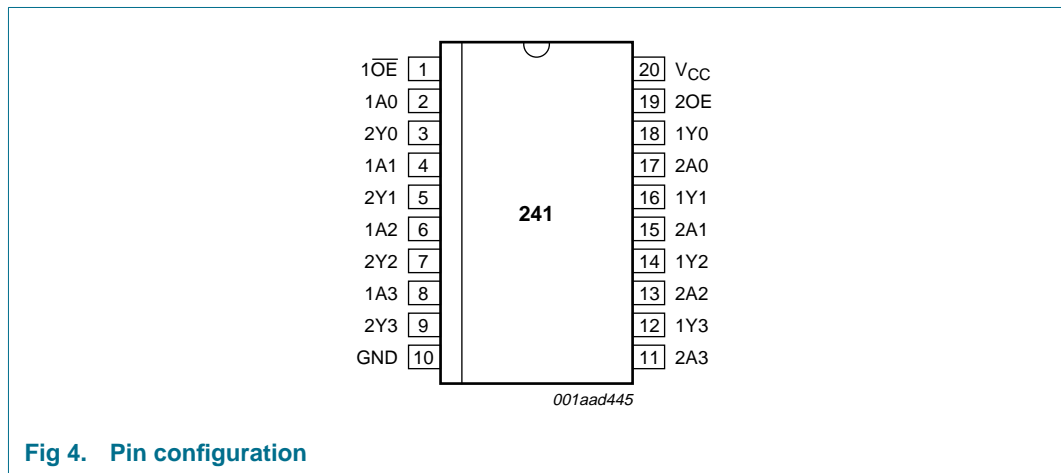 1O̅E̅ 1 20 VCC
1A0 2 19 2OE
2Y0 3 18 1Y0
1A1 4 17 2A0
2Y1 5 16 1Y1
1A2 6 241 15 2A1
2Y2 7 14 1Y2
1A3 8 13 2A2
2Y3 9 12 1Y3
GND 10 11 2A3
001aad445
Fig 4. Pin configuration